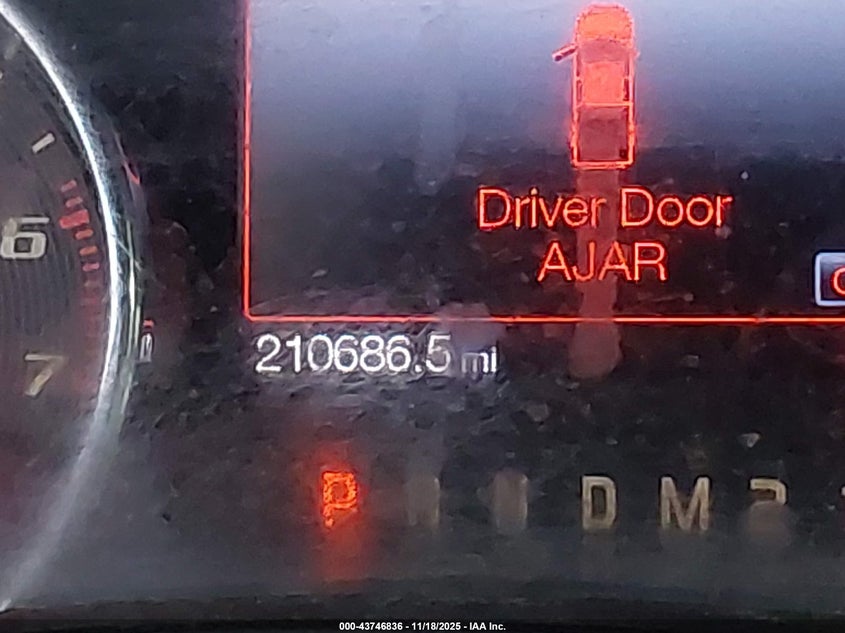 Driver Door
AJAR
6
7
210686.5 mi
P D M
000-43746836 - 11/18/2025 - IAA Inc.